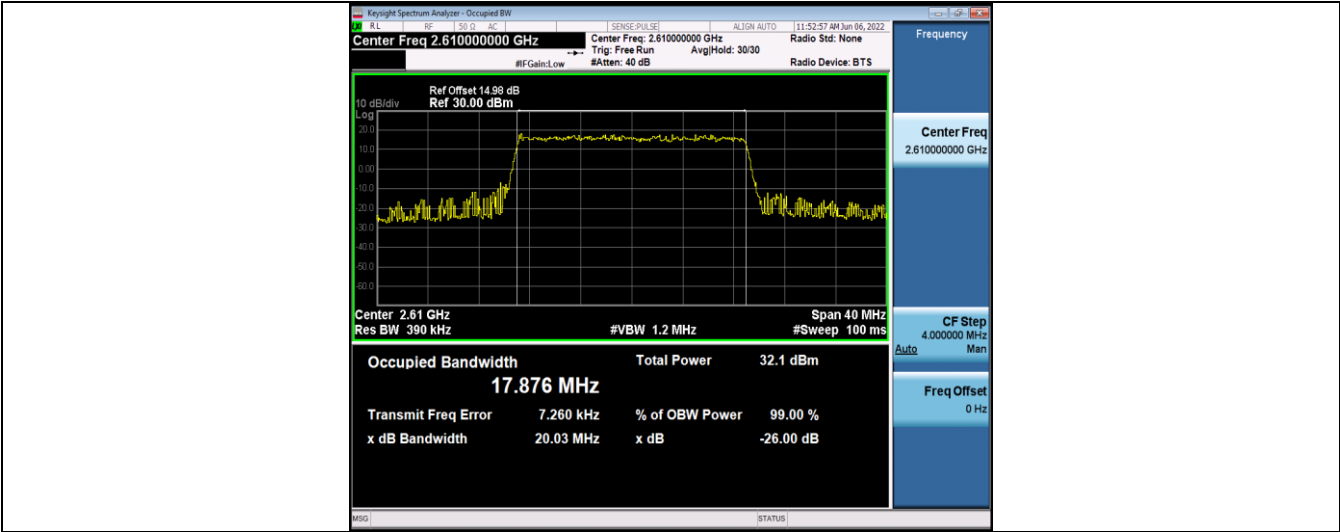 Keysight Spectrum Analyzer - Occupied BW
RL RF 50 Ω AC SENSE:PULSE ALIGN AUTO 11:52:57 AM Jun 06, 2022
Center Freq 2.610000000 GHz Center Freq: 2.610000000 GHz Radio Std: None
Trig: Free Run Avg|Hold: 30/30
#IFGain:Low #Atten: 40 dB Radio Device: BTS
Frequency
Ref Offset 14.98 dB
10 dB/div Ref 30.00 dBm
Log
20.0
10.0
0.00
-10.0
-20.0
-30.0
-40.0
-50.0
-60.0
Center 2.61 GHz Span 40 MHz
Res BW 390 kHz #VBW 1.2 MHz #Sweep 100 ms
Occupied Bandwidth Total Power 32.1 dBm
17.876 MHz
Transmit Freq Error 7.260 kHz % of OBW Power 99.00 %
x dB Bandwidth 20.03 MHz x dB -26.00 dB
Center Freq
2.610000000 GHz
CF Step
4.000000 MHz
Auto Man
Freq Offset
0 Hz
MSG STATUS